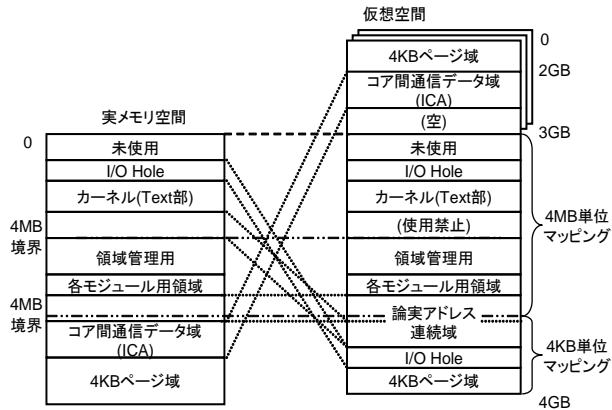 仮想空間
0
4KBページ域
2GB
コア間通信データ域
(ICA)
(空)
3GB
未使用
I/O Hole
カーネル(Text部)
(使用禁止)
領域管理用
各モジュール用領域
論実アドレス
連続域
I/O Hole
4KBページ域
4GB
4MB単位
マッピング
4KB単位
マッピング
実メモリ空間
0
未使用
I/O Hole
カーネル(Text部)
4MB
境界
領域管理用
各モジュール用領域
4MB
境界
コア間通信データ域
(ICA)
4KBページ域